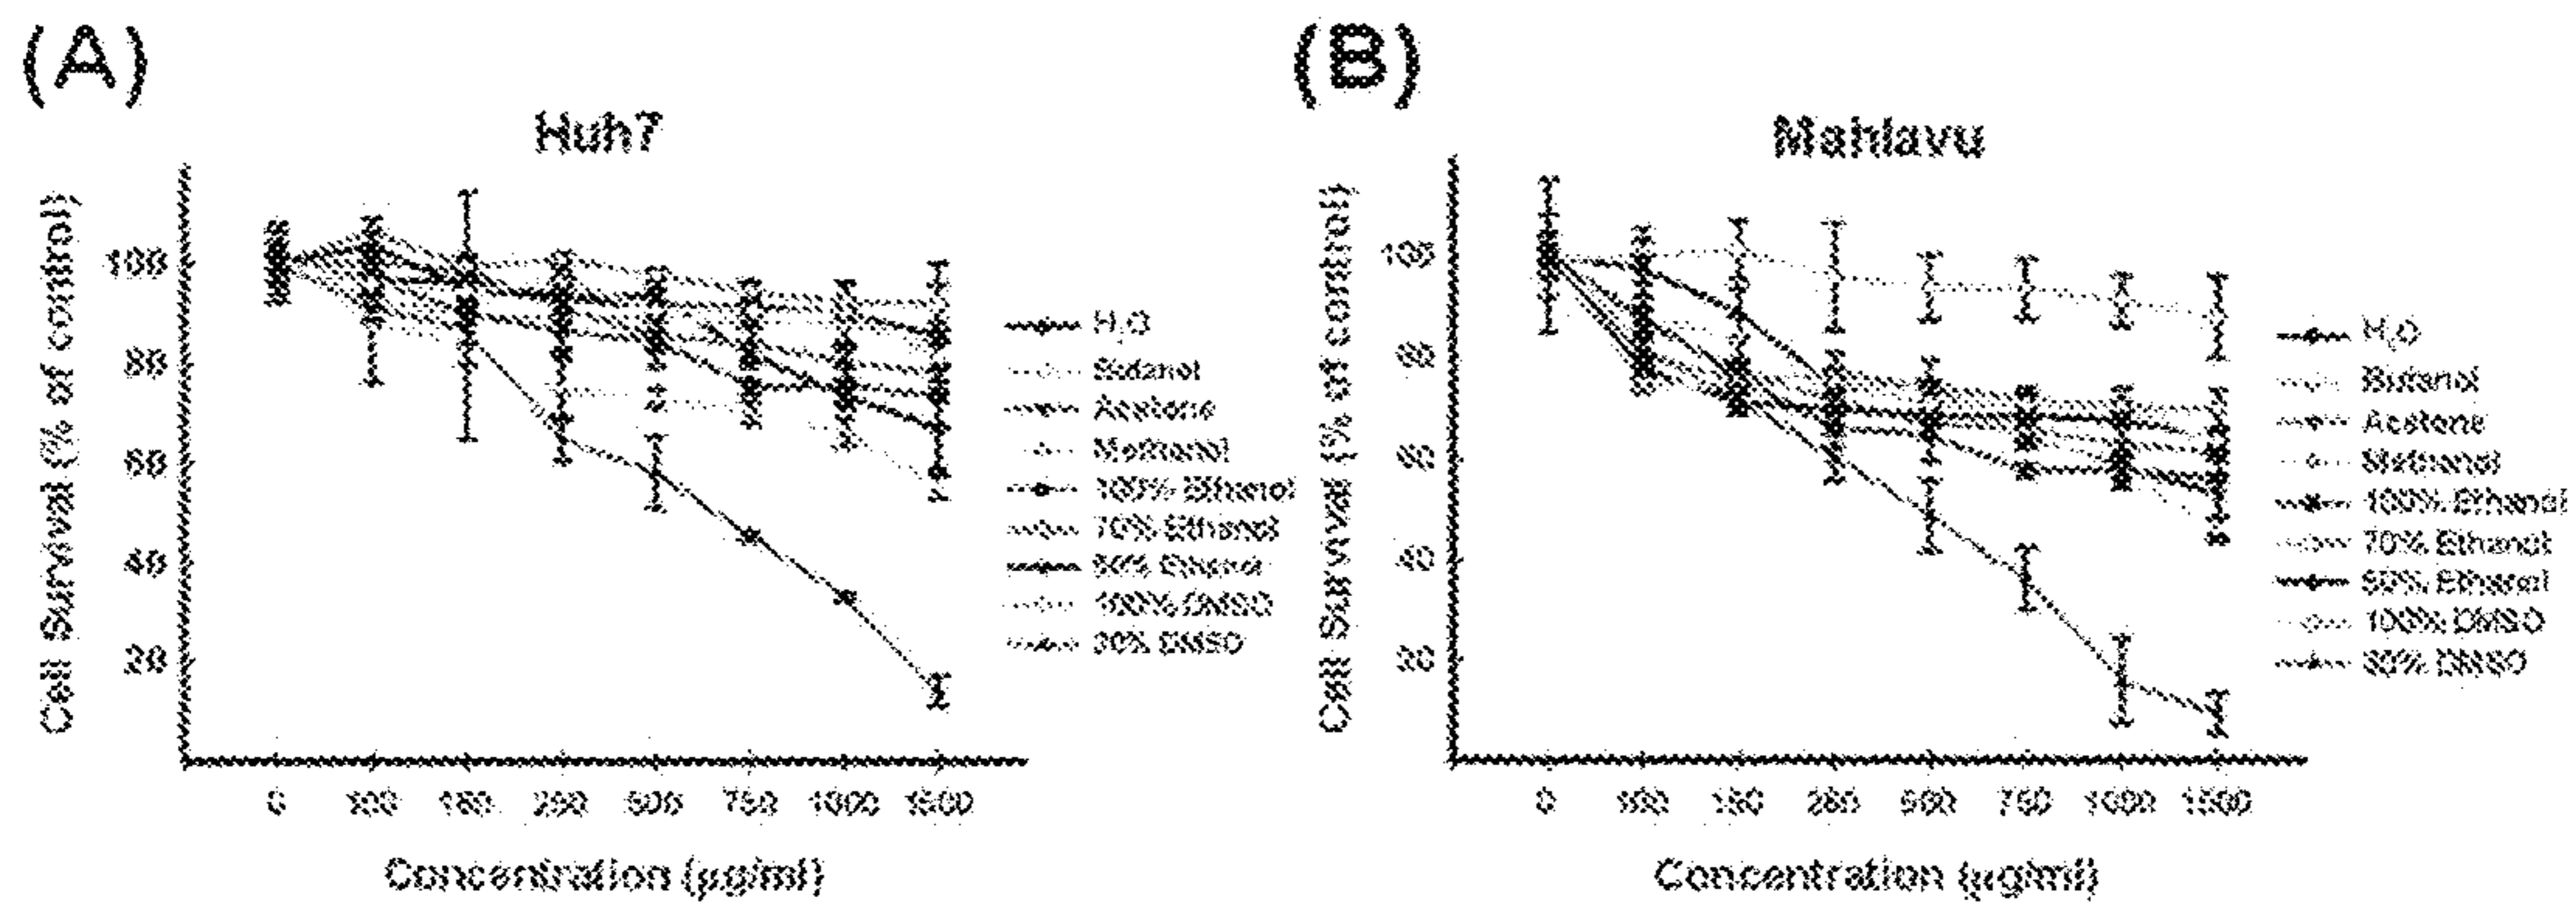 (A)
Huh7
Cell Survival (% of control)
100
80
60
40
20
0 100 150 250 500 750 1000 1500
Concentration (μg/ml)
H₂O
Butanol
Acetone
Methanol
100% Ethanol
70% Ethanol
50% Ethanol
100% DMSO
DMSO
(B)
Mahlavu
Cell Survival (% of control)
100
80
60
40
20
0 100 150 250 500 750 1000 1500
Concentration (μg/ml)
H₂O
Butanol
Acetone
Methanol
100% Ethanol
70% Ethanol
50% Ethanol
100% DMSO
DMSO